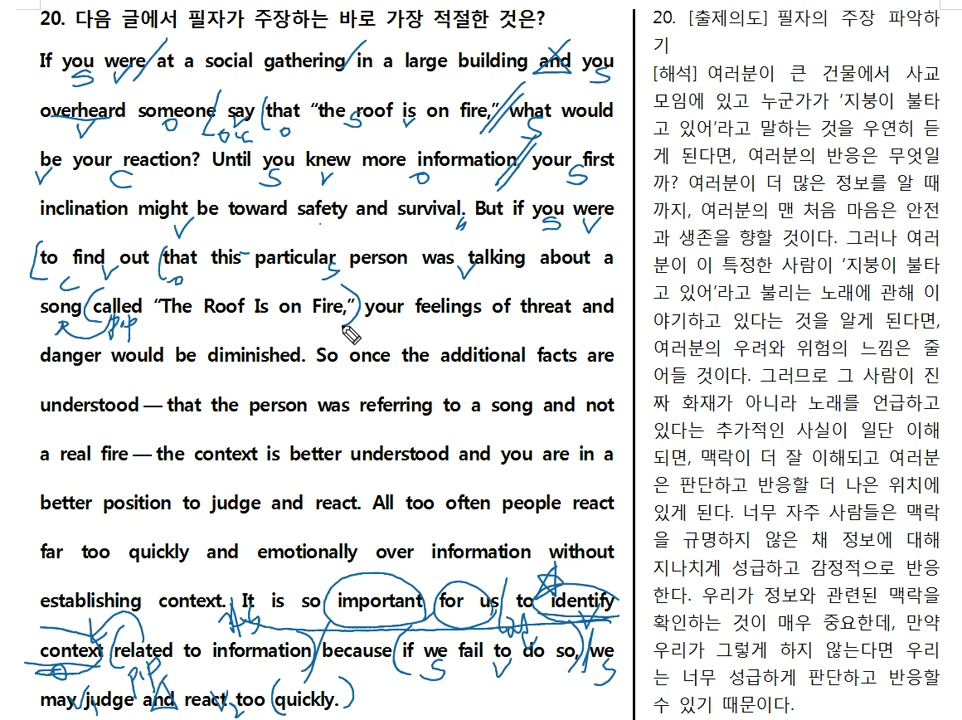 20. 다음 글에서 필자가 주장하는 바로 가장 적절한 것은?
If you were at a social gathering in a large building and you
overheard someone say that “the roof is on fire,” what would
be your reaction? Until you knew more information, your first
inclination might be toward safety and survival. But if you were
to find out that this particular person was talking about a
song called “The Roof Is on Fire,” your feelings of threat and
danger would be diminished. So once the additional facts are
understood — that the person was referring to a song and not
a real fire — the context is better understood and you are in a
better position to judge and react. All too often people react
far too quickly and emotionally over information without
establishing context. It is so important for us to identify
context related to information because if we fail to do so, we
may judge and react too quickly.
20. [출제의도] 필자의 주장 파악하
기
[해석] 여러분이 큰 건물에서 사교
모임에 있고 누군가가 ‘지붕이 불타
고 있어’라고 말하는 것을 우연히 듣
게 된다면, 여러분의 반응은 무엇일
까? 여러분이 더 많은 정보를 알 때
까지, 여러분의 맨 처음 마음은 안전
과 생존을 향할 것이다. 그러나 여러
분이 이 특정한 사람이 ‘지붕이 불타
고 있어’라고 불리는 노래에 관해 이
야기하고 있다는 것을 알게 된다면,
여러분의 우려와 위험의 느낌은 줄
어들 것이다. 그러므로 그 사람이 진
짜 화재가 아니라 노래를 언급하고
있다는 추가적인 사실이 일단 이해
되면, 맥락이 더 잘 이해되고 여러분
은 판단하고 반응할 더 나은 위치에
있게 된다. 너무 자주 사람들은 맥락
을 규명하지 않은 채 정보에 대해
지나치게 성급하고 감정적으로 반응
한다. 우리가 정보와 관련된 맥락을
확인하는 것이 매우 중요한데, 만약
우리가 그렇게 하지 않는다면 우리
는 너무 성급하게 판단하고 반응할
수 있기 때문이다.